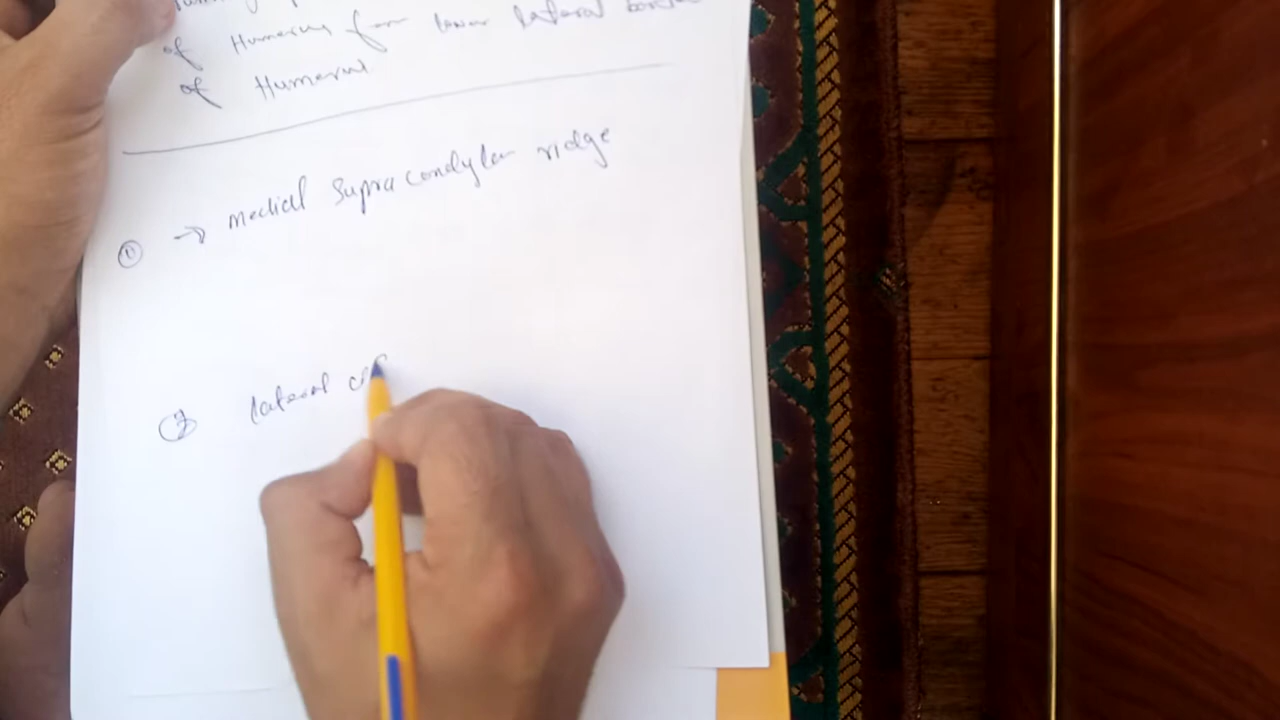 of Humerus for lower lateral border
of Humerus
① → medial Supracondylar ridge
② lateral